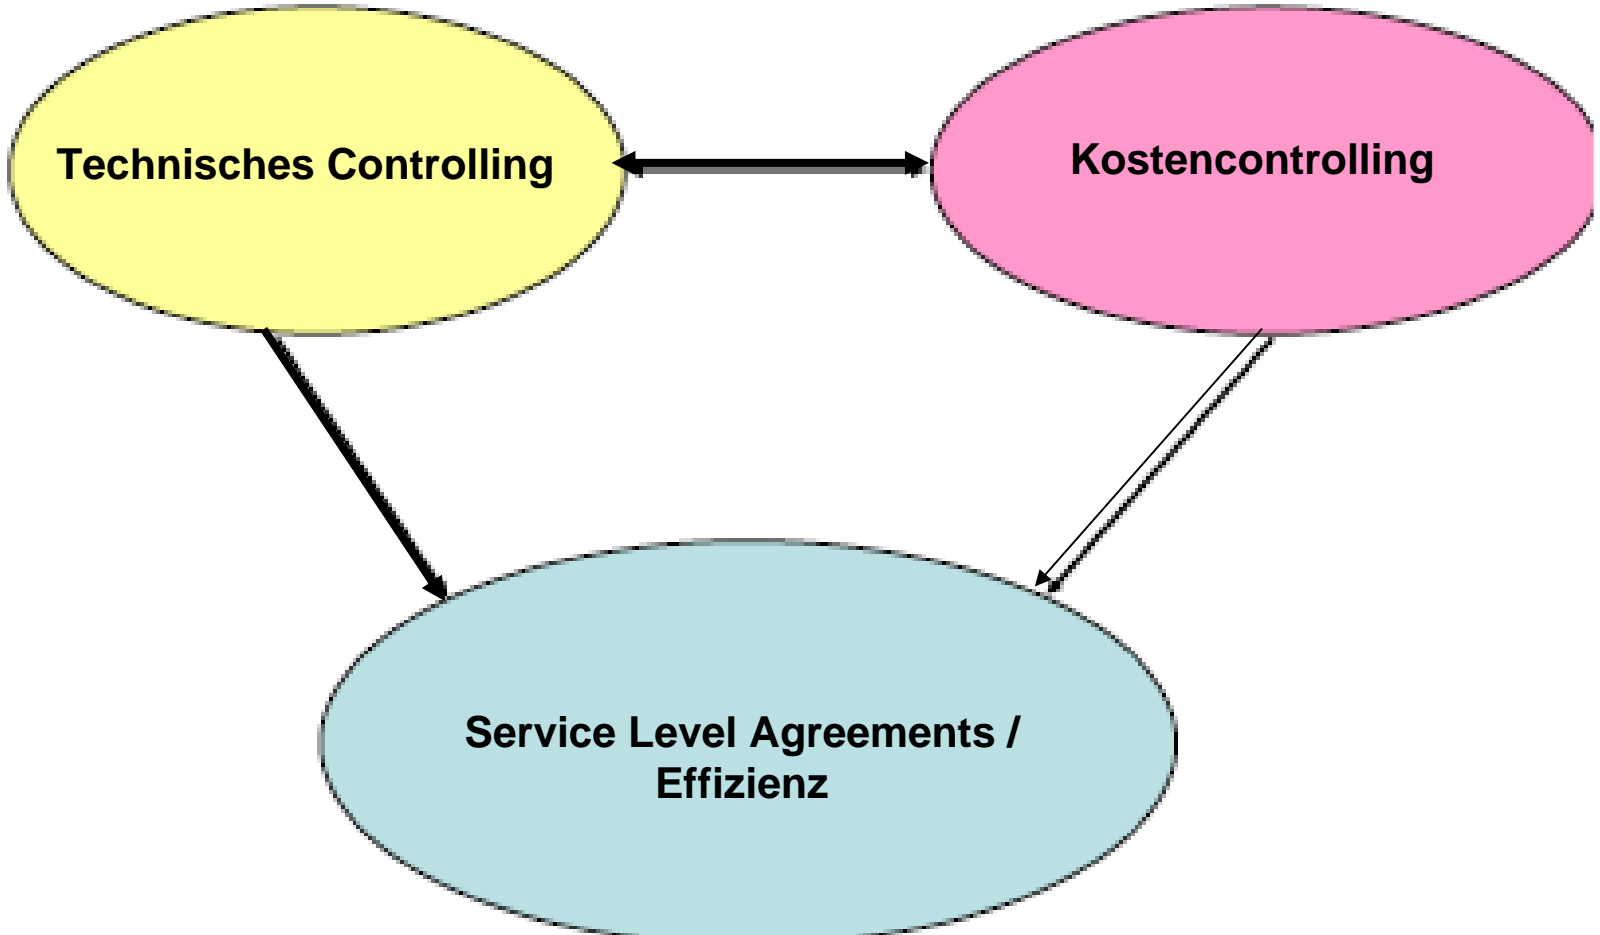 Technisches Controlling
Kostencontrolling
Service Level Agreements /
Effizienz